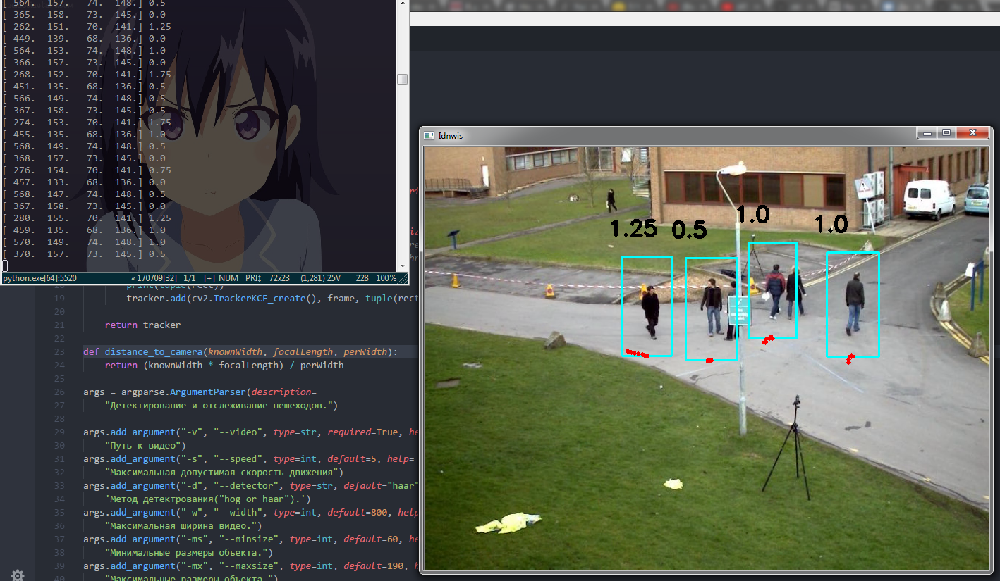 [ 564.   157.   74.   148.] 0.5
[ 365.   158.   73.   145.] 0.0
[ 262.   151.   70.   141.] 1.25
[ 449.   139.   68.   136.] 0.0
[ 564.   153.   74.   148.] 1.0
[ 366.   157.   73.   145.] 0.0
[ 268.   152.   70.   141.] 1.75
[ 451.   135.   68.   136.] 0.5
[ 566.   149.   74.   148.] 0.5
[ 367.   158.   73.   145.] 0.5
[ 274.   153.   70.   141.] 1.75
[ 455.   135.   68.   136.] 1.0
[ 568.   149.   74.   148.] 0.5
[ 368.   157.   73.   145.] 0.0
[ 276.   154.   70.   141.] 0.75
[ 457.   133.   68.   136.] 0.0
[ 568.   147.   74.   148.] 0.5
[ 367.   158.   73.   145.] 0.0
[ 280.   155.   70.   141.] 1.25
[ 459.   135.   68.   136.] 1.0
[ 570.   149.   74.   148.] 1.0
[ 370.   157.   73.   145.] 0.5
python.exe[64]:5520 « 170709[32] 1/1 [+] NUM PRI↕ 72x23 (1,281) 25V 228 100%
18 print(tuple(rect))
19 tracker.add(cv2.TrackerKCF_create(), frame, tuple(rect
20
21 return tracker
22
23 def distance_to_camera(knownWidth, focalLength, perWidth):
24 return (knownWidth * focalLength) / perWidth
25
26 args = argparse.ArgumentParser(description=
27 "Детектирование и отслеживание пешеходов.")
28
29 args.add_argument("-v", "--video", type=str, required=True, he
30 "Путь к видео")
31 args.add_argument("-s", "--speed", type=int, default=5, help=
32 "Максимальная допустимая скорость движения")
33 args.add_argument("-d", "--detector", type=str, default="haar"
34 'Метод детектрования("hog or haar").')
35 args.add_argument("-w", "--width", type=int, default=800, help
36 "Максимальная ширина видео.")
37 args.add_argument("-ms", "--minsize", type=int, default=60, he
38 "Минимальные размеры объекта.")
39 args.add_argument("-mx", "--maxsize", type=int, default=190, h
40 "Максимальные размеры объекта.")
Idnwis
1.25 0.5 1.0 1.0